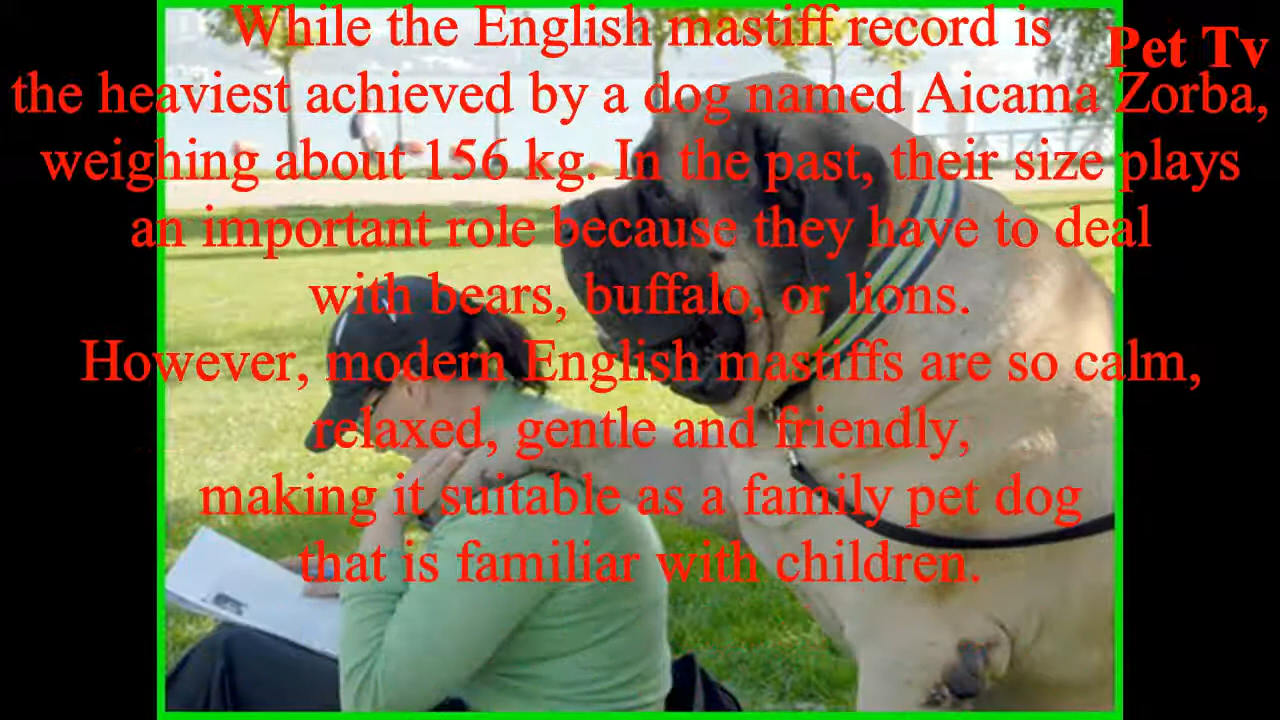 While the English mastiff record is
Pet Tv
the heaviest achieved by a dog named Aicama Zorba,
weighing about 156 kg. In the past, their size plays
an important role because they have to deal
with bears, buffalo, or lions.
However, modern English mastiffs are so calm,
relaxed, gentle and friendly,
making it suitable as a family pet dog
that is familiar with children.